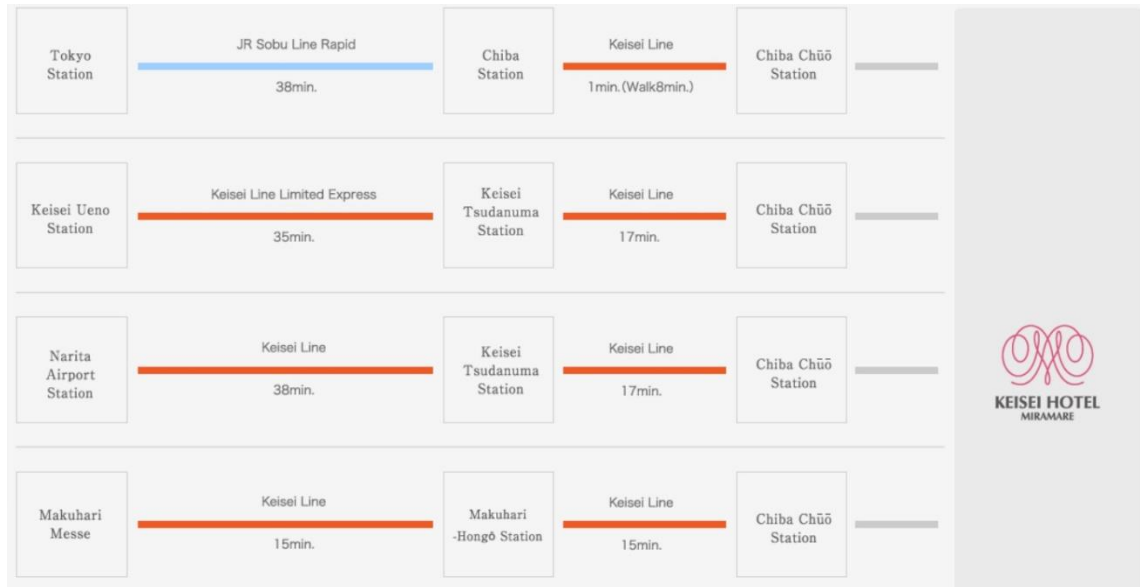 Tokyo
Station
JR Sobu Line Rapid
38min.
Chiba
Station
Keisei Line
1min.(Walk8min.)
Chiba Chūō
Station
Keisei Ueno
Station
Keisei Line Limited Express
35min.
Keisei
Tsudanuma
Station
Keisei Line
17min.
Chiba Chūō
Station
Narita
Airport
Station
Keisei Line
38min.
Keisei
Tsudanuma
Station
Keisei Line
17min.
Chiba Chūō
Station
Makuhari
Messe
Keisei Line
15min.
Makuhari
-Hongō Station
Keisei Line
15min.
Chiba Chūō
Station
KEISEI HOTEL
MIRAMARE